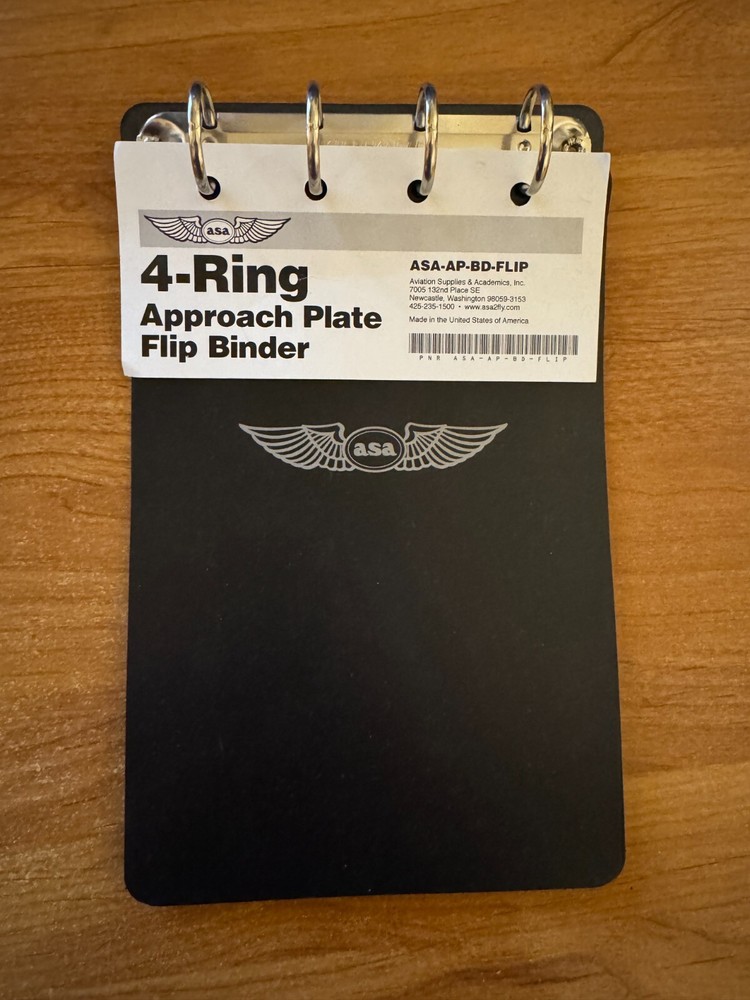 asa
4-Ring
Approach Plate
Flip Binder
ASA-AP-BD-FLIP
Aviation Supplies & Academics, Inc.
7005 132nd Place SE
Newcastle, Washington 98059-3153
425-235-1500 • www.asa2fly.com
Made in the United States of America
PNR ASA-AP-BD-FLIP
asa